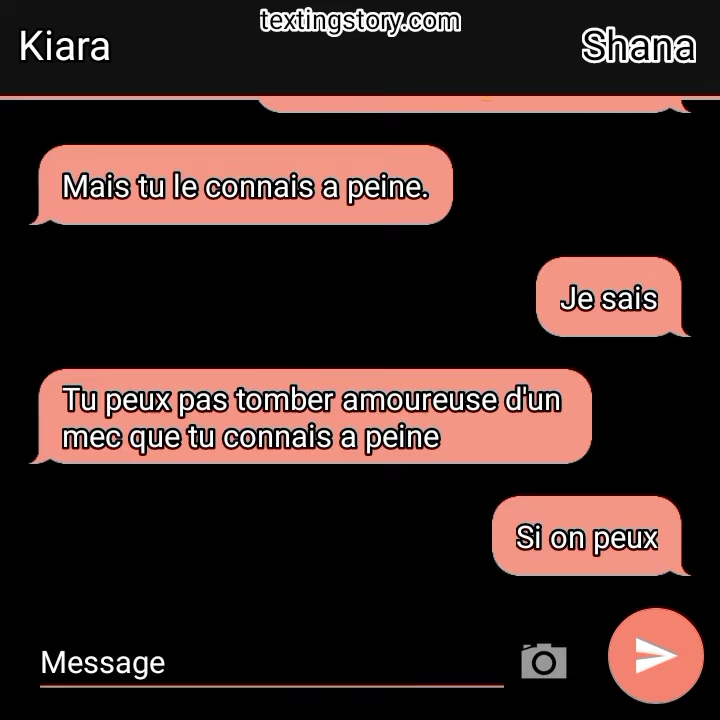 textingstory.com
Kiara
Shana
Mais tu le connais a peine.
Je sais
Tu peux pas tomber amoureuse d'un
mec que tu connais a peine
Si on peux
Message